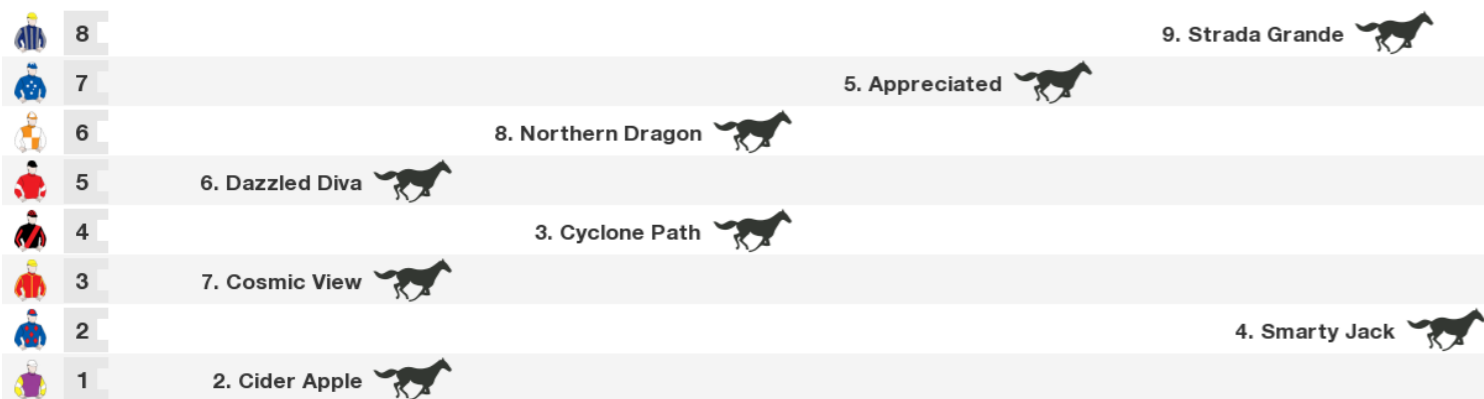 8 9. Strada Grande
7 5. Appreciated
6 8. Northern Dragon
5 6. Dazzled Diva
4 3. Cyclone Path
3 7. Cosmic View
2 4. Smarty Jack
1 2. Cider Apple